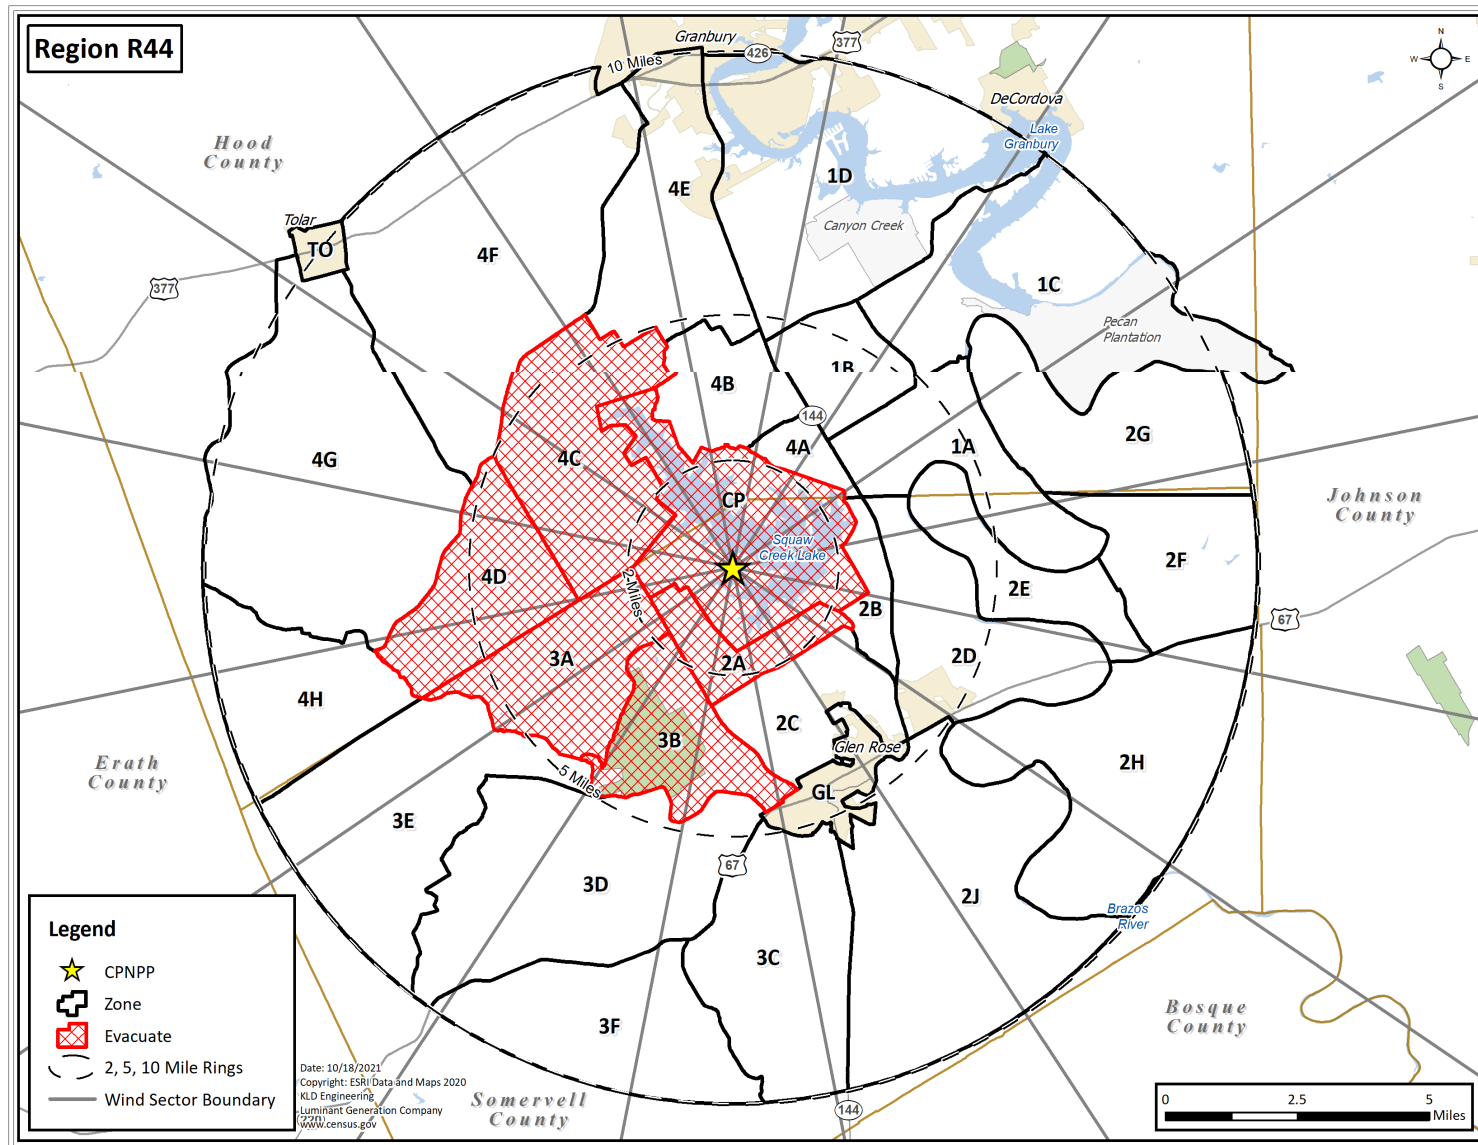 Region R44
Granbury
426
377
10 Miles
N
W
E
S
DeCordova
Lake
Granbury
Hood
County
4E
1D
Tolar
TO
Canyon Creek
4F
377
1C
Pecan
Plantation
1B
4B
144
4A
1A
2G
4G
4C
CP
Johnson
County
Squaw
Creek Lake
2F
4D
2-Miles
2E
2B
67
3A
2A
2D
4H
2C
3B
Glen Rose
Erath
County
5 Miles
2H
GL
3E
67
3D
2J
Brazos
River
3C
Bosque
County
3F
Legend
CPNPP
Zone
Evacuate
2, 5, 10 Mile Rings
Wind Sector Boundary
Date: 10/18/2021
Copyright: ESRI Data and Maps 2020
KLD Engineering
Luminant Generation Company
www.census.gov
Somervell
County
144
0
2.5
5
Miles